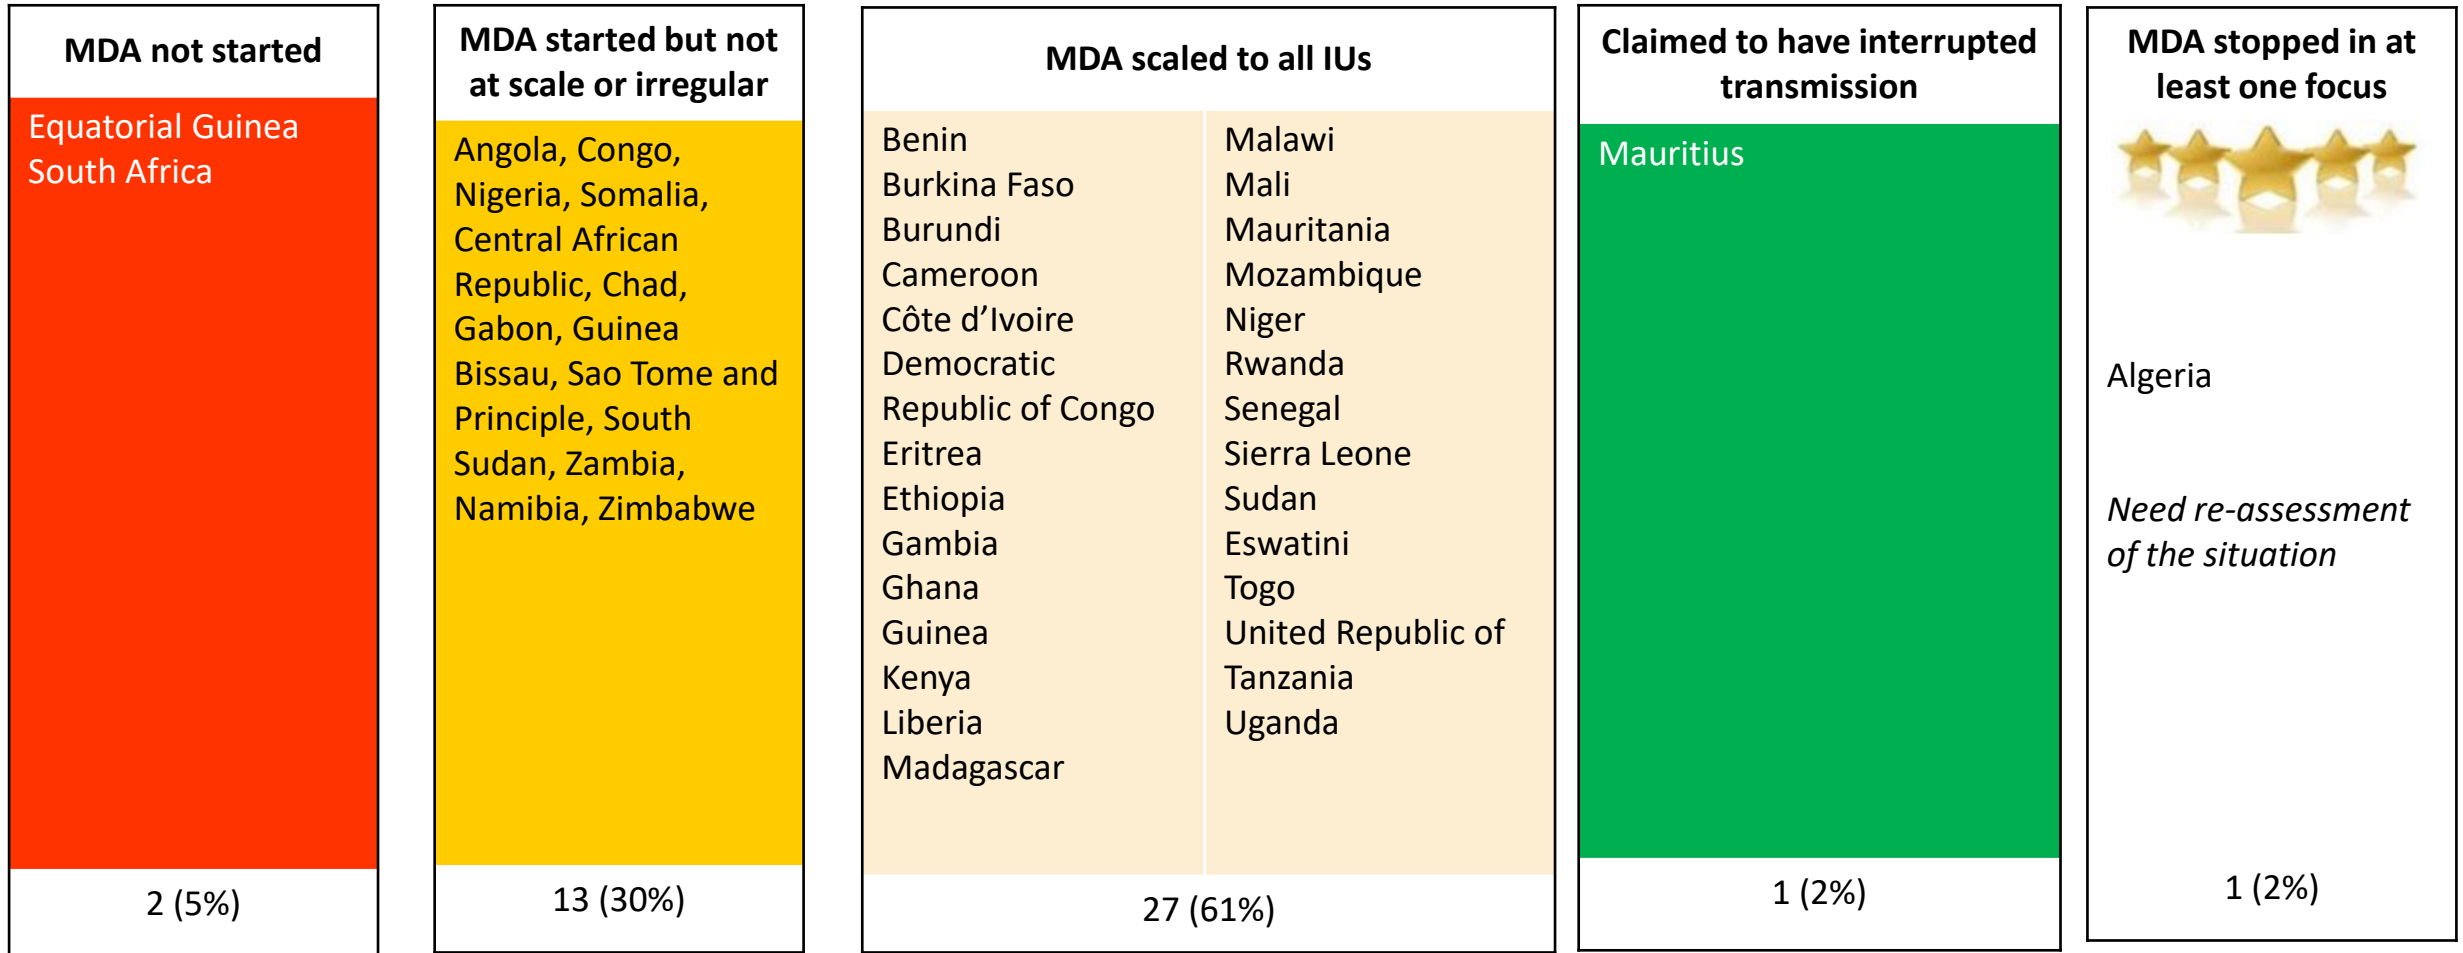 MDA not started
Equatorial Guinea
South Africa
2 (5%)
MDA started but not
at scale or irregular
Angola, Congo,
Nigeria, Somalia,
Central African
Republic, Chad,
Gabon, Guinea
Bissau, Sao Tome and
Principle, South
Sudan, Zambia,
Namibia, Zimbabwe
13 (30%)
MDA scaled to all IUs
Benin
Burkina Faso
Burundi
Cameroon
Côte d’Ivoire
Democratic
Republic of Congo
Eritrea
Ethiopia
Gambia
Ghana
Guinea
Kenya
Liberia
Madagascar
Malawi
Mali
Mauritania
Mozambique
Niger
Rwanda
Senegal
Sierra Leone
Sudan
Eswatini
Togo
United Republic of
Tanzania
Uganda
27 (61%)
Claimed to have interrupted
transmission
Mauritius
1 (2%)
MDA stopped in at
least one focus
Algeria
Need re-assessment
of the situation
1 (2%)